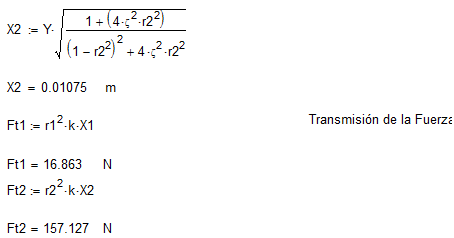 X2 := Y·√((1 + (4·ς²·r2²)) / ((1 − r2²)² + 4·ς²·r2²))
X2 = 0.01075 m
Ft1 := r1²·k·X1
Transmisión de la Fuerza
Ft1 = 16.863 N
Ft2 := r2²·k·X2
Ft2 = 157.127 N